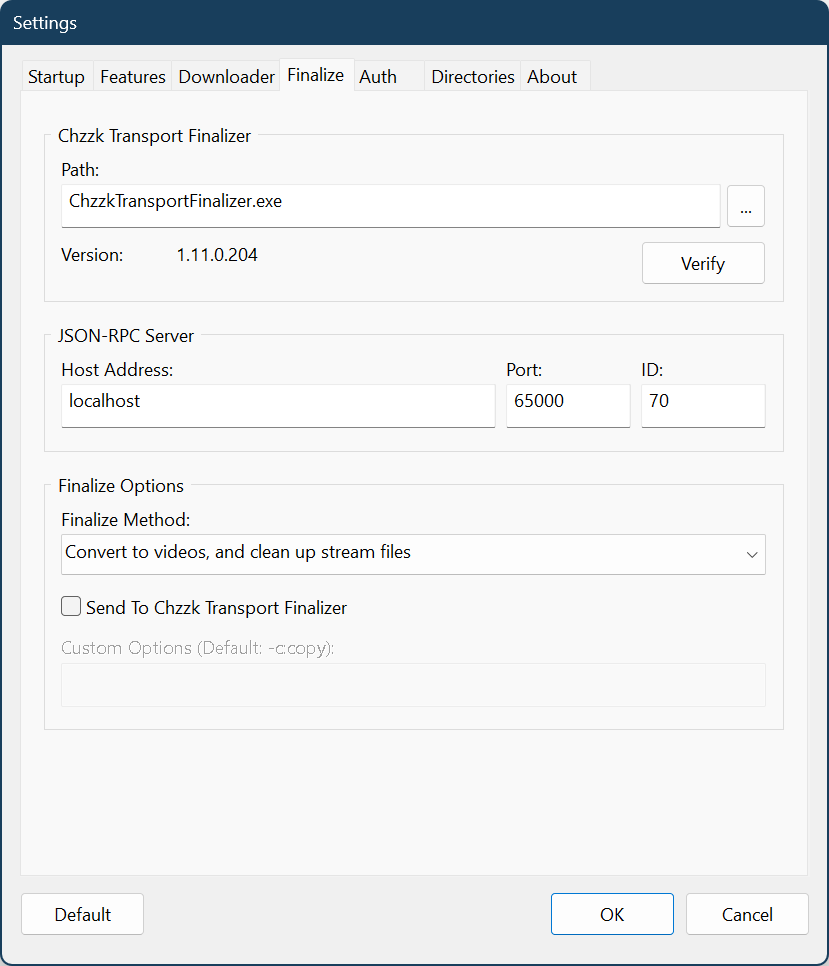 Settings
Startup Features Downloader Finalize Auth Directories About
Chzzk Transport Finalizer
Path:
ChzzkTransportFinalizer.exe ...
Version: 1.11.0.204
Verify
JSON-RPC Server
Host Address: Port: ID:
localhost 65000 70
Finalize Options
Finalize Method:
Convert to videos, and clean up stream files
Send To Chzzk Transport Finalizer
Custom Options (Default: -c:copy):
Default OK Cancel